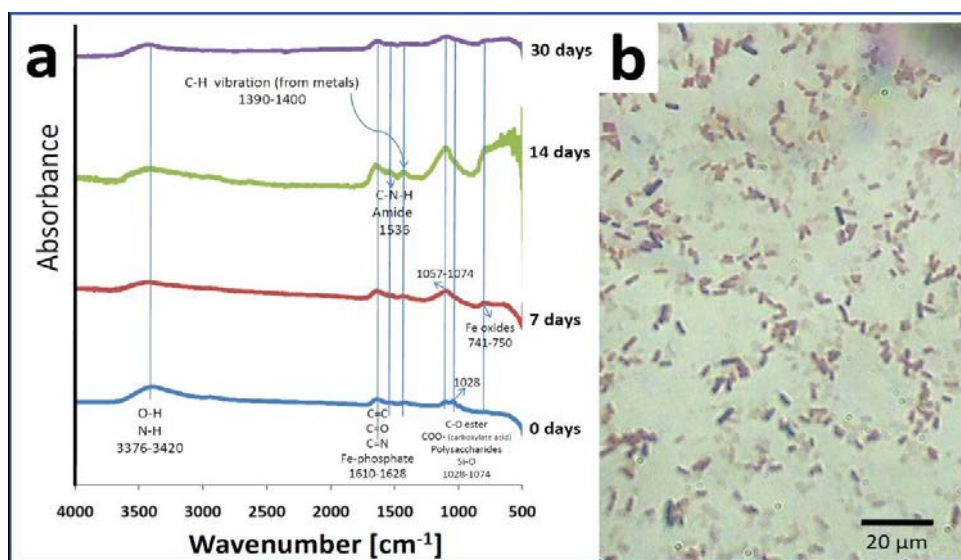 a
30 days
C-H vibration (from metals)
1390-1400
14 days
C-N-H
Amide
1536
1057-1074
Fe oxides
741-750
7 days
1028
0 days
O-H
N-H
3376-3420
C=C
C=O
C=N
Fe-phosphate
1610-1628
C-O ester
COO- (carboxylate acid)
Polysaccharides
Si-O
1028-1074
Absorbance
4000 3500 3000 2500 2000 1500 1000 500
Wavenumber [cm-1]
b
20 µm